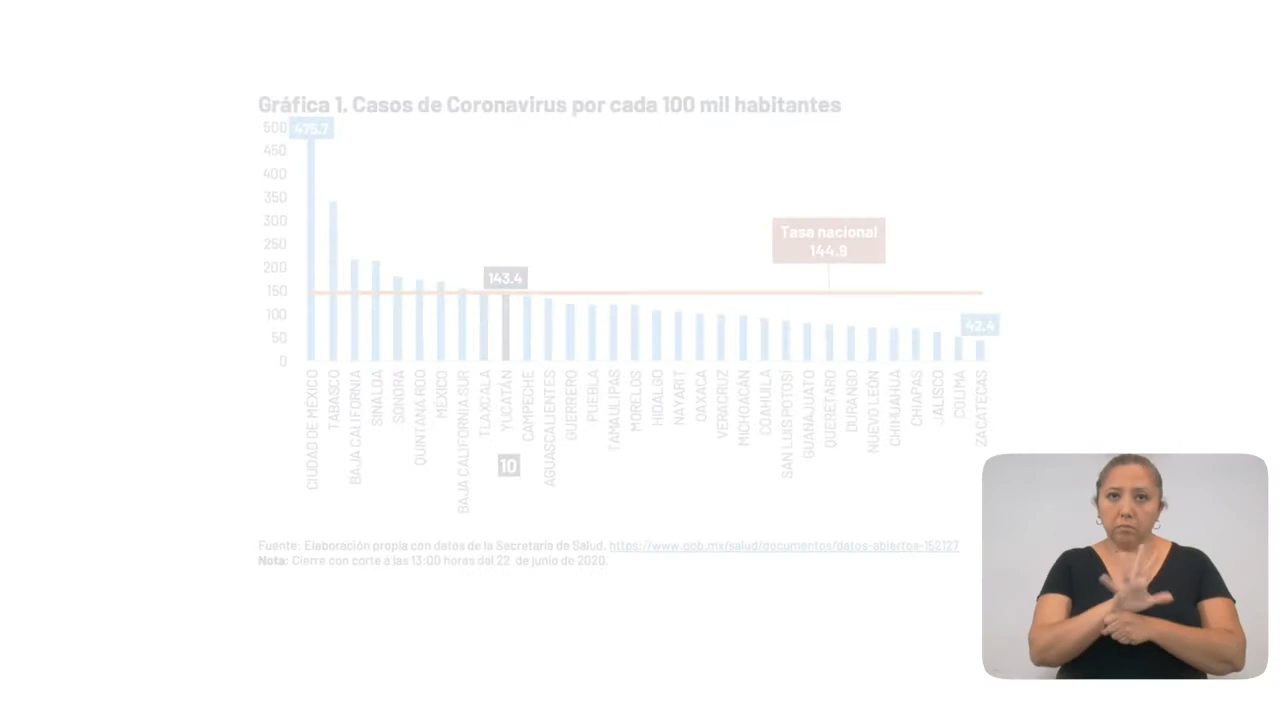 Gráfica 1. Casos de Coronavirus por cada 100 mil habitantes
500
475.7
450
400
350
300
250
200
150
100
50
0
Tasa nacional
144.9
143.4
42.4
CIUDAD DE MÉXICO
TABASCO
BAJA CALIFORNIA
SINALOA
SONORA
QUINTANA ROO
MÉXICO
BAJA CALIFORNIA SUR
TLAXCALA
YUCATÁN
CAMPECHE
AGUASCALIENTES
GUERRERO
PUEBLA
TAMAULIPAS
MORELOS
HIDALGO
NAYARIT
OAXACA
VERACRUZ
MICHOACÁN
COAHUILA
SAN LUIS POTOSÍ
GUANAJUATO
QUERÉTARO
DURANGO
NUEVO LEÓN
CHIHUAHUA
CHIAPAS
JALISCO
COLIMA
ZACATECAS
10
Fuente: Elaboración propia con datos de la Secretaría de Salud, https://www.gob.mx/salud/documentos/datos-abiertos-152127
Nota: Cierre con corte a las 13:00 horas del 22 de junio de 2020.